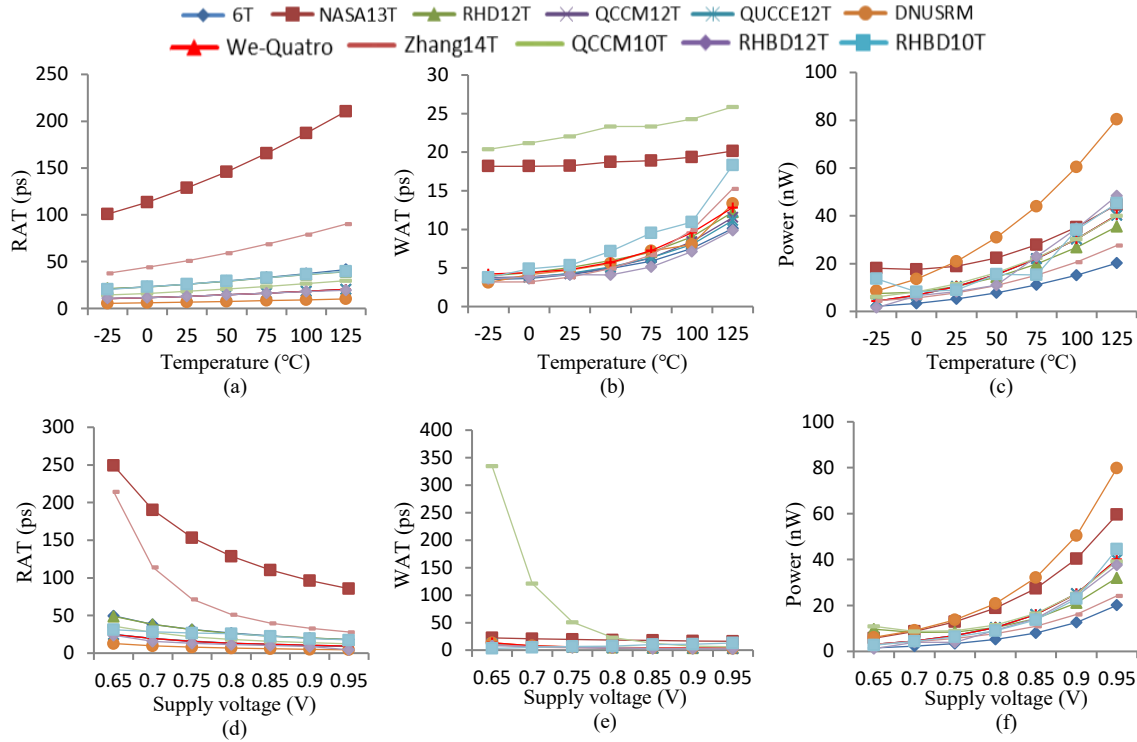 6T NASA13T RHD12T QCCM12T QUCCE12T DNUSRM
We-Quatro Zhang14T QCCM10T RHBD12T RHBD10T
250
200
150
100
50
0
RAT (ps)
-25 0 25 50 75 100 125
Temperature (℃)
(a)
30
25
20
15
10
5
0
WAT (ps)
-25 0 25 50 75 100 125
Temperature (℃)
(b)
100
80
60
40
20
0
Power (nW)
-25 0 25 50 75 100 125
Temperature (℃)
(c)
300
250
200
150
100
50
0
RAT (ps)
0.65 0.7 0.75 0.8 0.85 0.9 0.95
Supply voltage (V)
(d)
400
350
300
250
200
150
100
50
0
WAT (ps)
0.65 0.7 0.75 0.8 0.85 0.9 0.95
Supply voltage (V)
(e)
100
80
60
40
20
0
Power (nW)
0.65 0.7 0.75 0.8 0.85 0.9 0.95
Supply voltage (V)
(f)